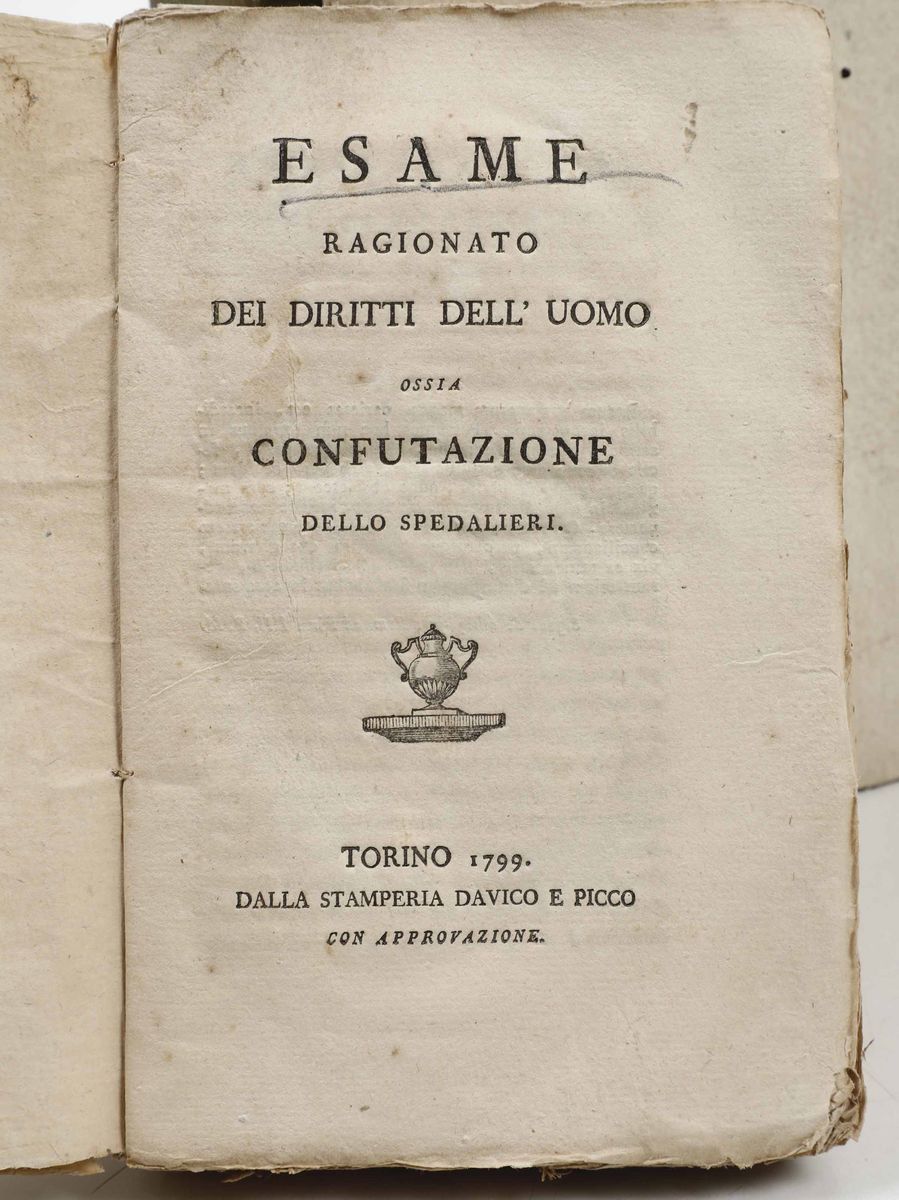 ESAME
RAGIONATO
DEI DIRITTI DELL' UOMO
OSSIA
CONFUTAZIONE
DELLO SPEDALIERI.
TORINO 1799.
DALLA STAMPERIA DAVICO E PICCO
CON APPROVAZIONE.